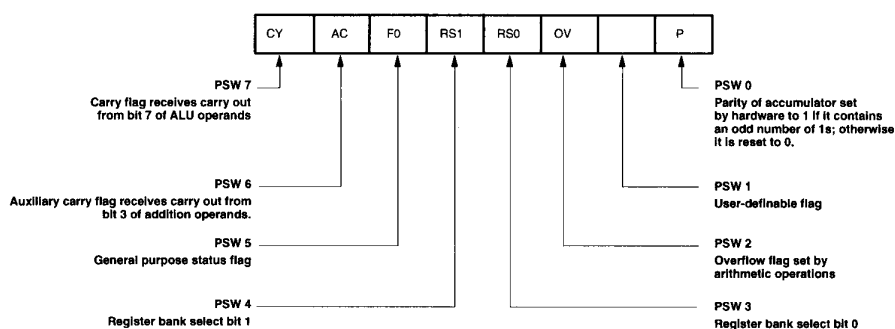 CY AC F0 RS1 RS0 OV P
PSW 7
Carry flag receives carry out
from bit 7 of ALU operands
PSW 6
Auxiliary carry flag receives carry out from
bit 3 of addition operands.
PSW 5
General purpose status flag
PSW 4
Register bank select bit 1
PSW 0
Parity of accumulator set
by hardware to 1 if it contains
an odd number of 1s; otherwise
it is reset to 0.
PSW 1
User-definable flag
PSW 2
Overflow flag set by
arithmetic operations
PSW 3
Register bank select bit 0